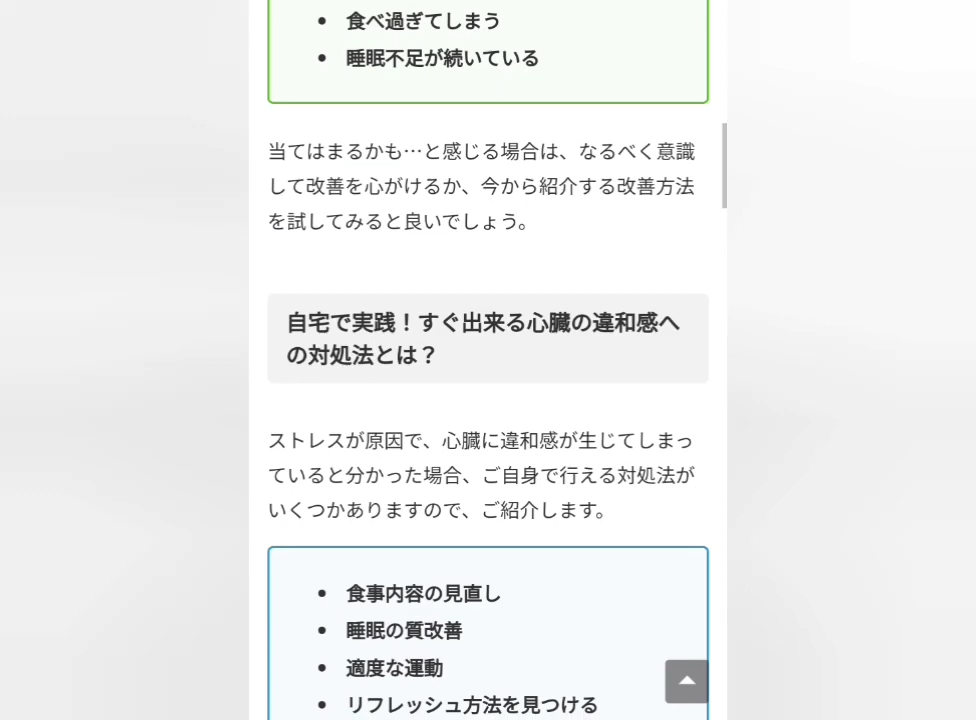 • 食べ過ぎてしまう
• 睡眠不足が続いている
当てはまるかも…と感じる場合は、なるべく意識
して改善を心がけるか、今から紹介する改善方法
を試してみると良いでしょう。
自宅で実践！すぐ出来る心臓の違和感へ
の対処法とは？
ストレスが原因で、心臓に違和感が生じてしまっ
ていると分かった場合、ご自身で行える対処法が
いくつかありますので、ご紹介します。
• 食事内容の見直し
• 睡眠の質改善
• 適度な運動
• リフレッシュ方法を見つける